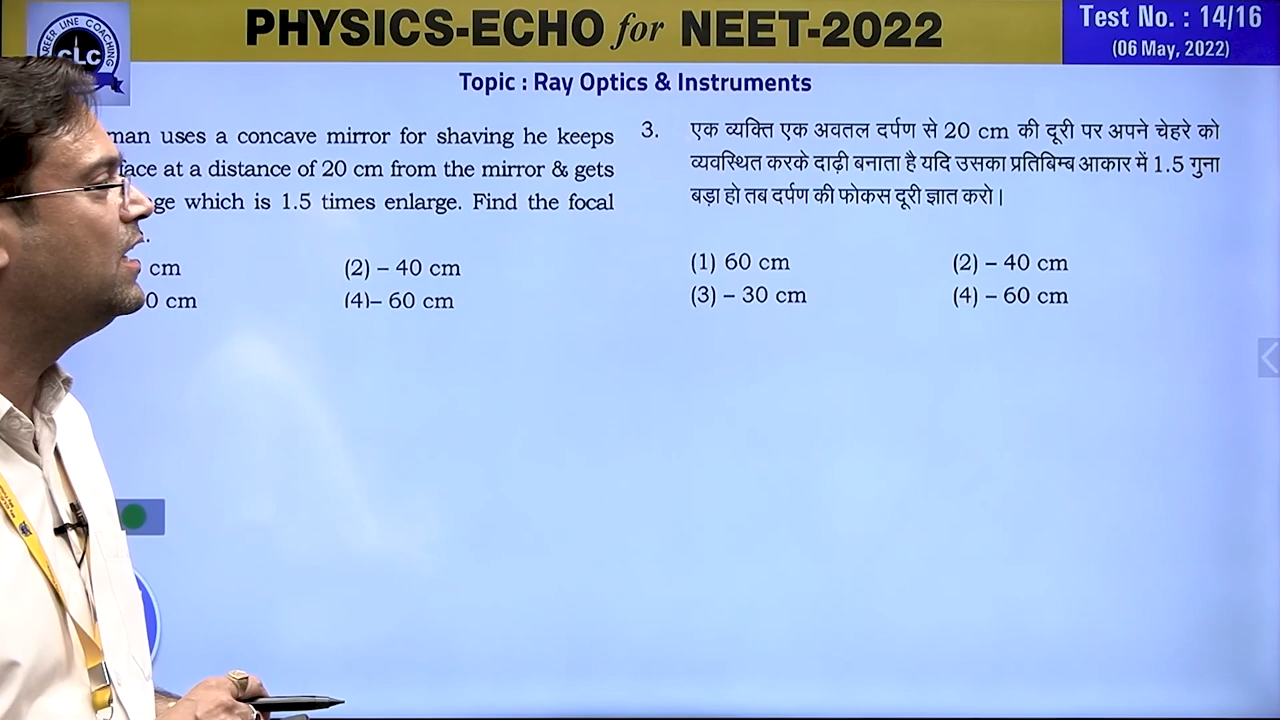 PHYSICS-ECHO for NEET-2022
Test No. : 14/16
(06 May, 2022)
LINE COACHING
CLC
Topic : Ray Optics & Instruments
man uses a concave mirror for shaving he keeps
face at a distance of 20 cm from the mirror & gets
which is 1.5 times enlarge. Find the focal
cm
(2) – 40 cm
0 cm
(4)– 60 cm
3. एक व्यक्ति एक अवतल दर्पण से 20 cm की दूरी पर अपने चेहरे को
व्यवस्थित करके दाढ़ी बनाता है यदि उसका प्रतिबिम्ब आकार में 1.5 गुना
बड़ा हो तब दर्पण की फोकस दूरी ज्ञात करो।
(1) 60 cm
(2) – 40 cm
(3) – 30 cm
(4) – 60 cm